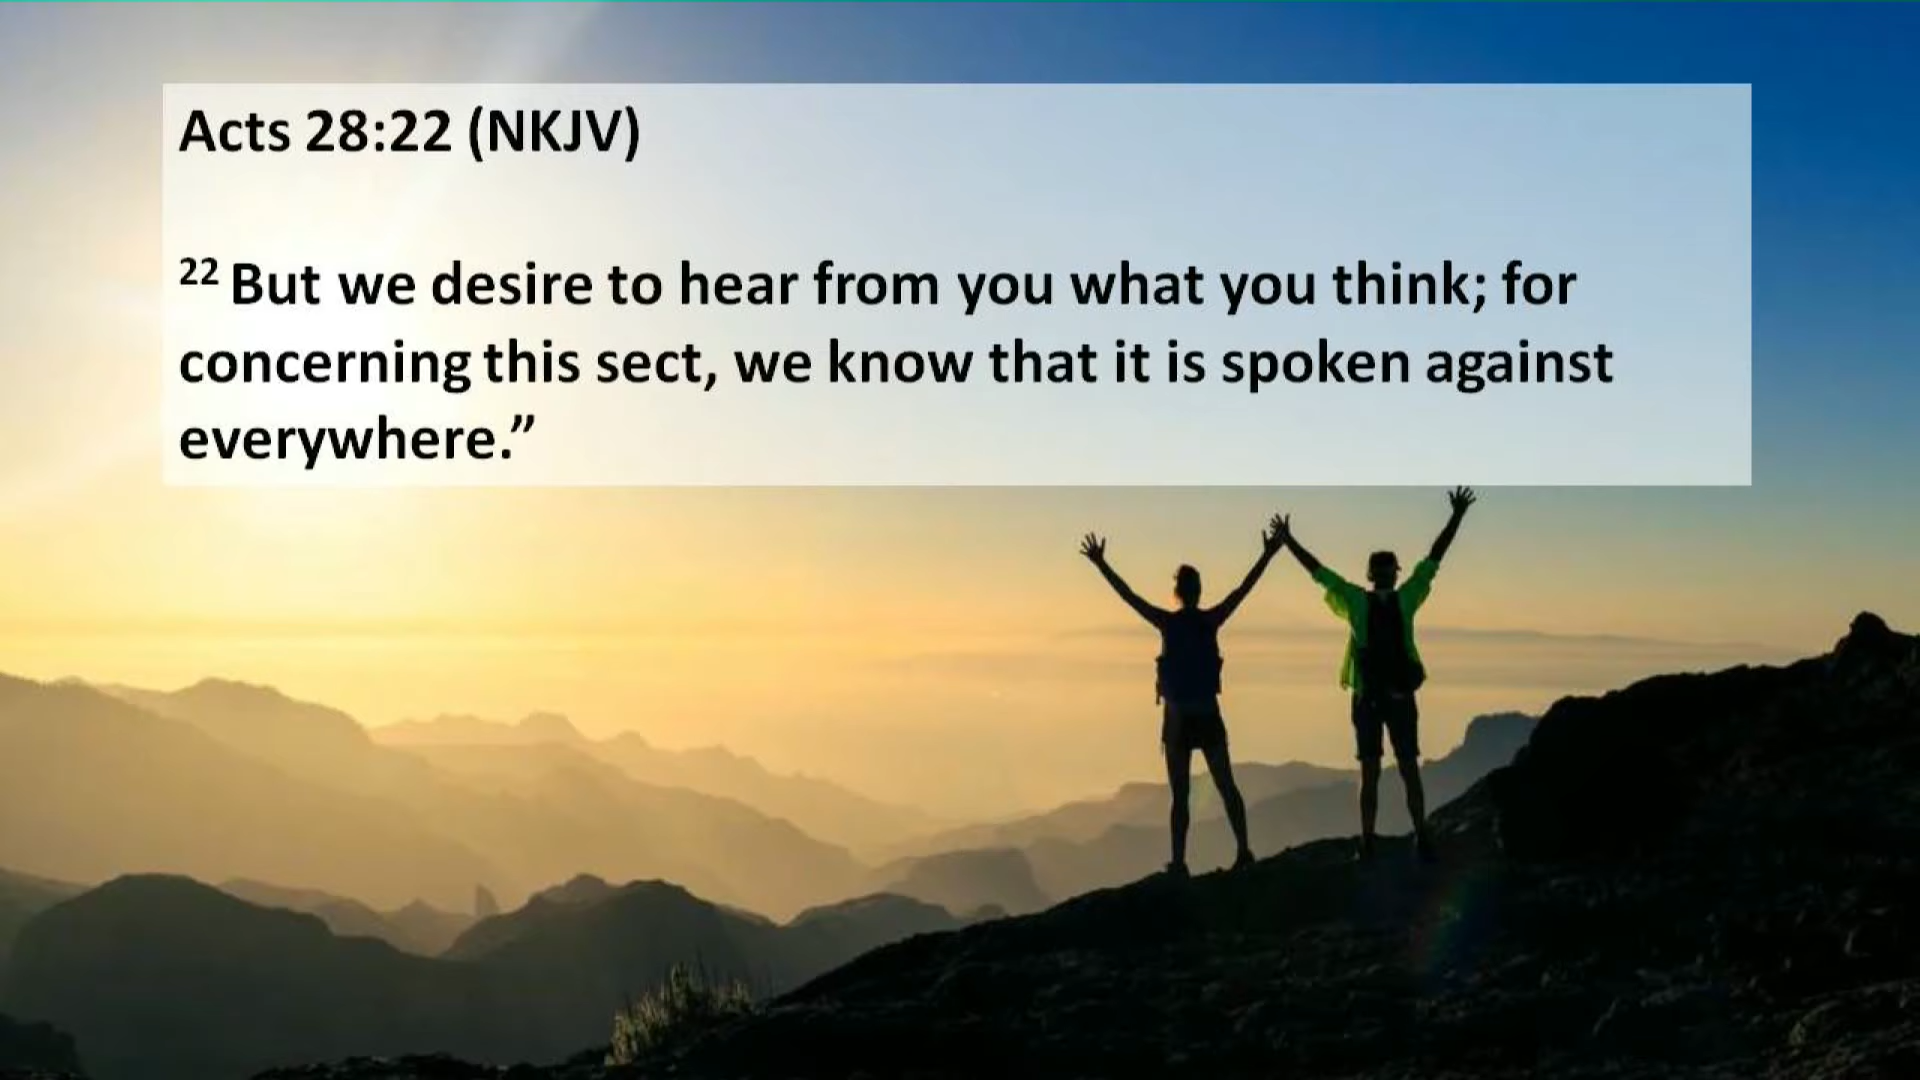 Acts 28:22 (NKJV)
22 But we desire to hear from you what you think; for
concerning this sect, we know that it is spoken against
everywhere.”